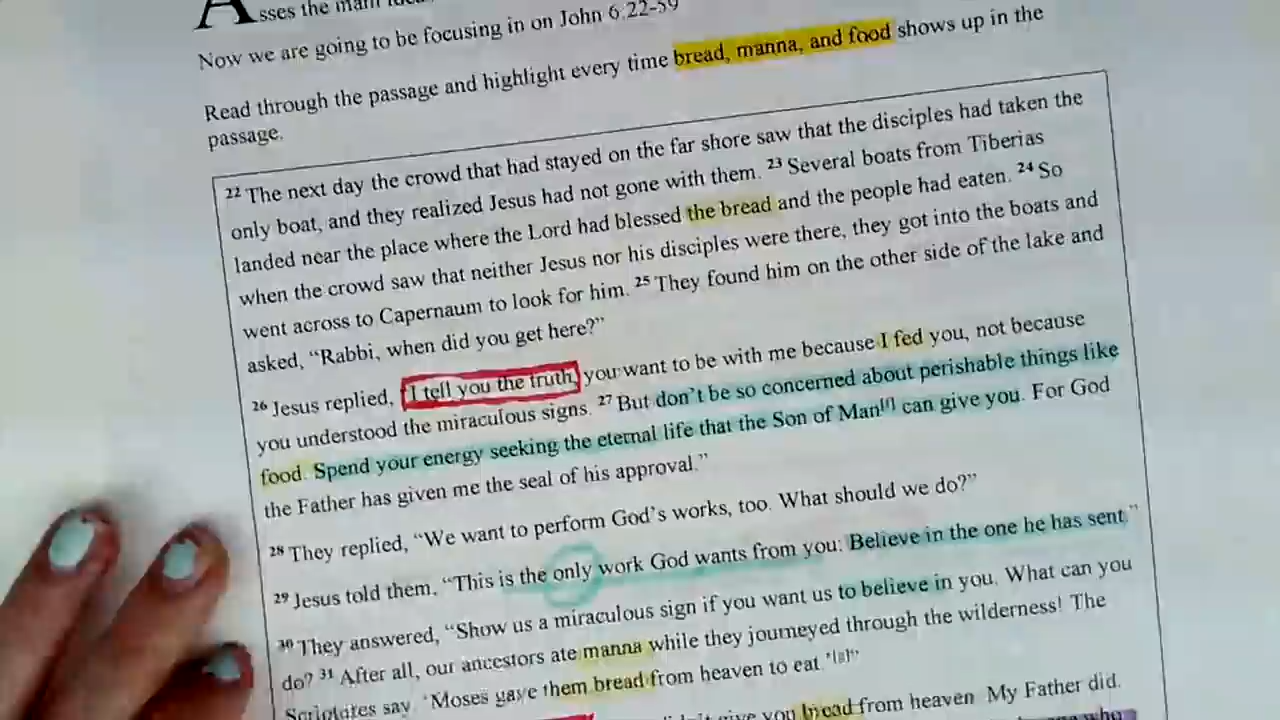 Asses the main
Now we are going to be focusing in on John 6:22-59
Read through the passage and highlight every time bread, manna, and food shows up in the
passage.
22 The next day the crowd that had stayed on the far shore saw that the disciples had taken the
only boat, and they realized Jesus had not gone with them. 23 Several boats from Tiberias
landed near the place where the Lord had blessed the bread and the people had eaten. 24 So
when the crowd saw that neither Jesus nor his disciples were there, they got into the boats and
went across to Capernaum to look for him. 25 They found him on the other side of the lake and
asked, “Rabbi, when did you get here?”
26 Jesus replied, I tell you the truth, you want to be with me because I fed you, not because
you understood the miraculous signs. 27 But don’t be so concerned about perishable things like
food. Spend your energy seeking the eternal life that the Son of Man[f] can give you. For God
the Father has given me the seal of his approval.”
28 They replied, “We want to perform God’s works, too. What should we do?”
29 Jesus told them, “This is the only work God wants from you: Believe in the one he has sent.”
30 They answered, “Show us a miraculous sign if you want us to believe in you. What can you
do? 31 After all, our ancestors ate manna while they journeyed through the wilderness! The
Scriptures say, ‘Moses gave them bread from heaven to eat.’[g]”
give you bread from heaven. My Father did.
who